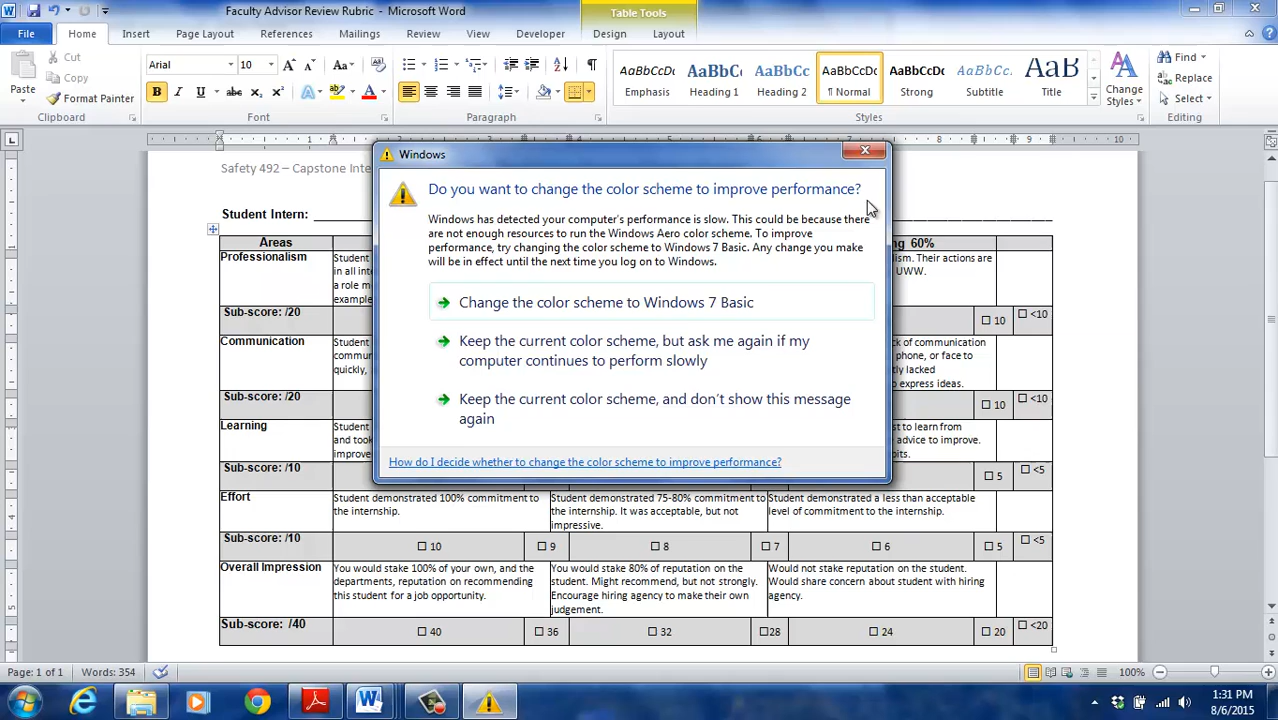 Faculty Advisor Review Rubric - Microsoft Word
Table Tools
File Home Insert Page Layout References Mailings Review View Developer Design Layout
Cut
Copy
Format Painter
Paste
Clipboard
Arial 10
Aa
B I U abc X₂ X²
Font
Paragraph
AaBbCcDc AaBbCc AaBbCc AaBbCcDc AaBbCcDc AaBbCcDc AaB
Emphasis Heading 1 Heading 2 ¶ Normal Strong Subtitle Title
Change Styles
Styles
Find
Replace
Select
Editing
Safety 492 – Capstone Inte
Student Intern:
Areas
60%
Professionalism
Student
in all inte
a role m
example
lism. Their actions are
UWW.
Sub-score: /20
☐ 10 ☐ <10
Communication
Student
commun
quickly,
ck of communication
phone, or face to
tly lacked
o express ideas.
Sub-score: /20
☐ 10 ☐ <10
Learning
Student
and took
improve
st to learn from
advice to improve.
bits.
Sub-score: /10
☐ 5 ☐ <5
Effort
Student demonstrated 100% commitment to
the internship.
Student demonstrated 75-80% commitment to
the internship. It was acceptable, but not
impressive.
Student demonstrated a less than acceptable
level of commitment to the internship.
Sub-score: /10
☐ 10 ☐ 9 ☐ 8 ☐ 7 ☐ 6 ☐ 5 ☐ <5
Overall Impression
You would stake 100% of your own, and the
departments, reputation on recommending
this student for a job opportunity.
You would stake 80% of reputation on the
student. Might recommend, but not strongly.
Encourage hiring agency to make their own
judgement.
Would not stake reputation on the student.
Would share concern about student with hiring
agency.
Sub-score: /40
☐ 40 ☐ 36 ☐ 32 ☐28 ☐ 24 ☐ 20 ☐ <20
Windows
Do you want to change the color scheme to improve performance?
Windows has detected your computer's performance is slow. This could be because there
are not enough resources to run the Windows Aero color scheme. To improve
performance, try changing the color scheme to Windows 7 Basic. Any change you make
will be in effect until the next time you log on to Windows.
Change the color scheme to Windows 7 Basic
Keep the current color scheme, but ask me again if my
computer continues to perform slowly
Keep the current color scheme, and don't show this message
again
How do I decide whether to change the color scheme to improve performance?
Page: 1 of 1 Words: 354
100%
1:31 PM
8/6/2015